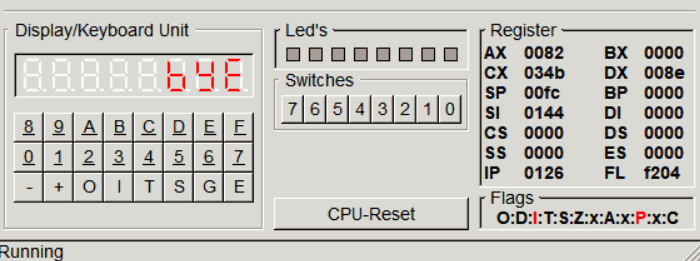 Display/Keyboard Unit
bYE
8 9 A B C D E F
0 1 2 3 4 5 6 7
- + O I T S G E
Led's
Switches
7 6 5 4 3 2 1 0
CPU-Reset
Register
AX 0082 BX 0000
CX 034b DX 008e
SP 00fc BP 0000
SI 0144 DI 0000
CS 0000 DS 0000
SS 0000 ES 0000
IP 0126 FL f204
Flags
O:D:I:T:S:Z:x:A:x:P:x:C
Running